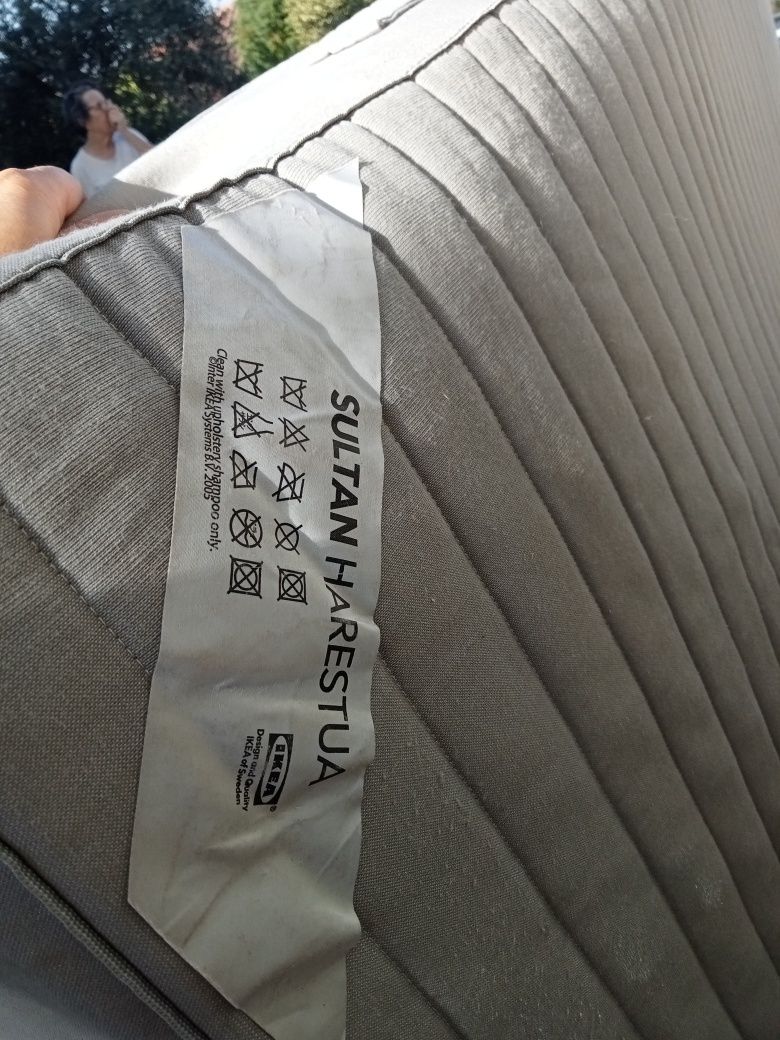 SULTAN HARESTUA
Clean with upholstery shampoo only.
©Inter IKEA Systems B.V. 2005
IKEA®
Design and Quality
IKEA of Sweden